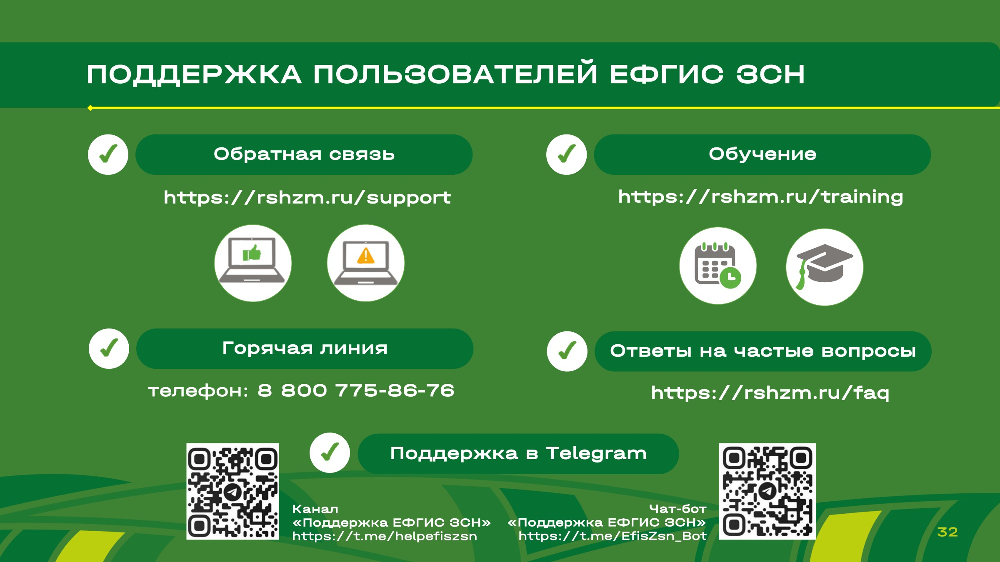 ПОДДЕРЖКА ПОЛЬЗОВАТЕЛЕЙ ЕФГИС ЗСН
Обратная связь
https://rshzm.ru/support
Обучение
https://rshzm.ru/training
Горячая линия
телефон: 8 800 775-86-76
Ответы на частые вопросы
https://rshzm.ru/faq
Поддержка в Telegram
Канал
«Поддержка ЕФГИС ЗСН»
https://t.me/helpefiszsn
Чат-бот
«Поддержка ЕФГИС ЗСН»
https://t.me/EfisZsn_Bot
32